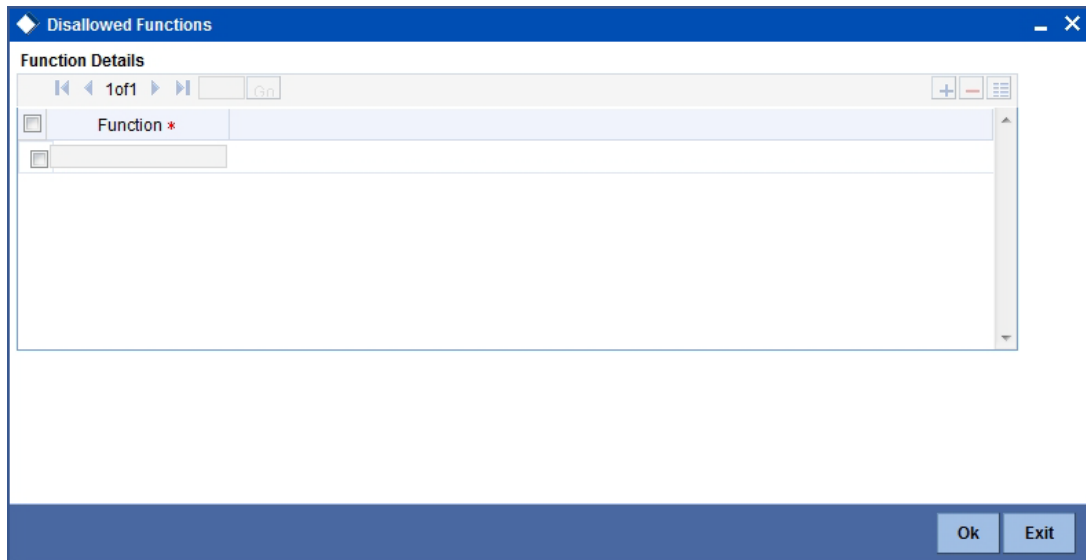 Disallowed Functions
Function Details
1of1
Go
Function *
Ok
Exit